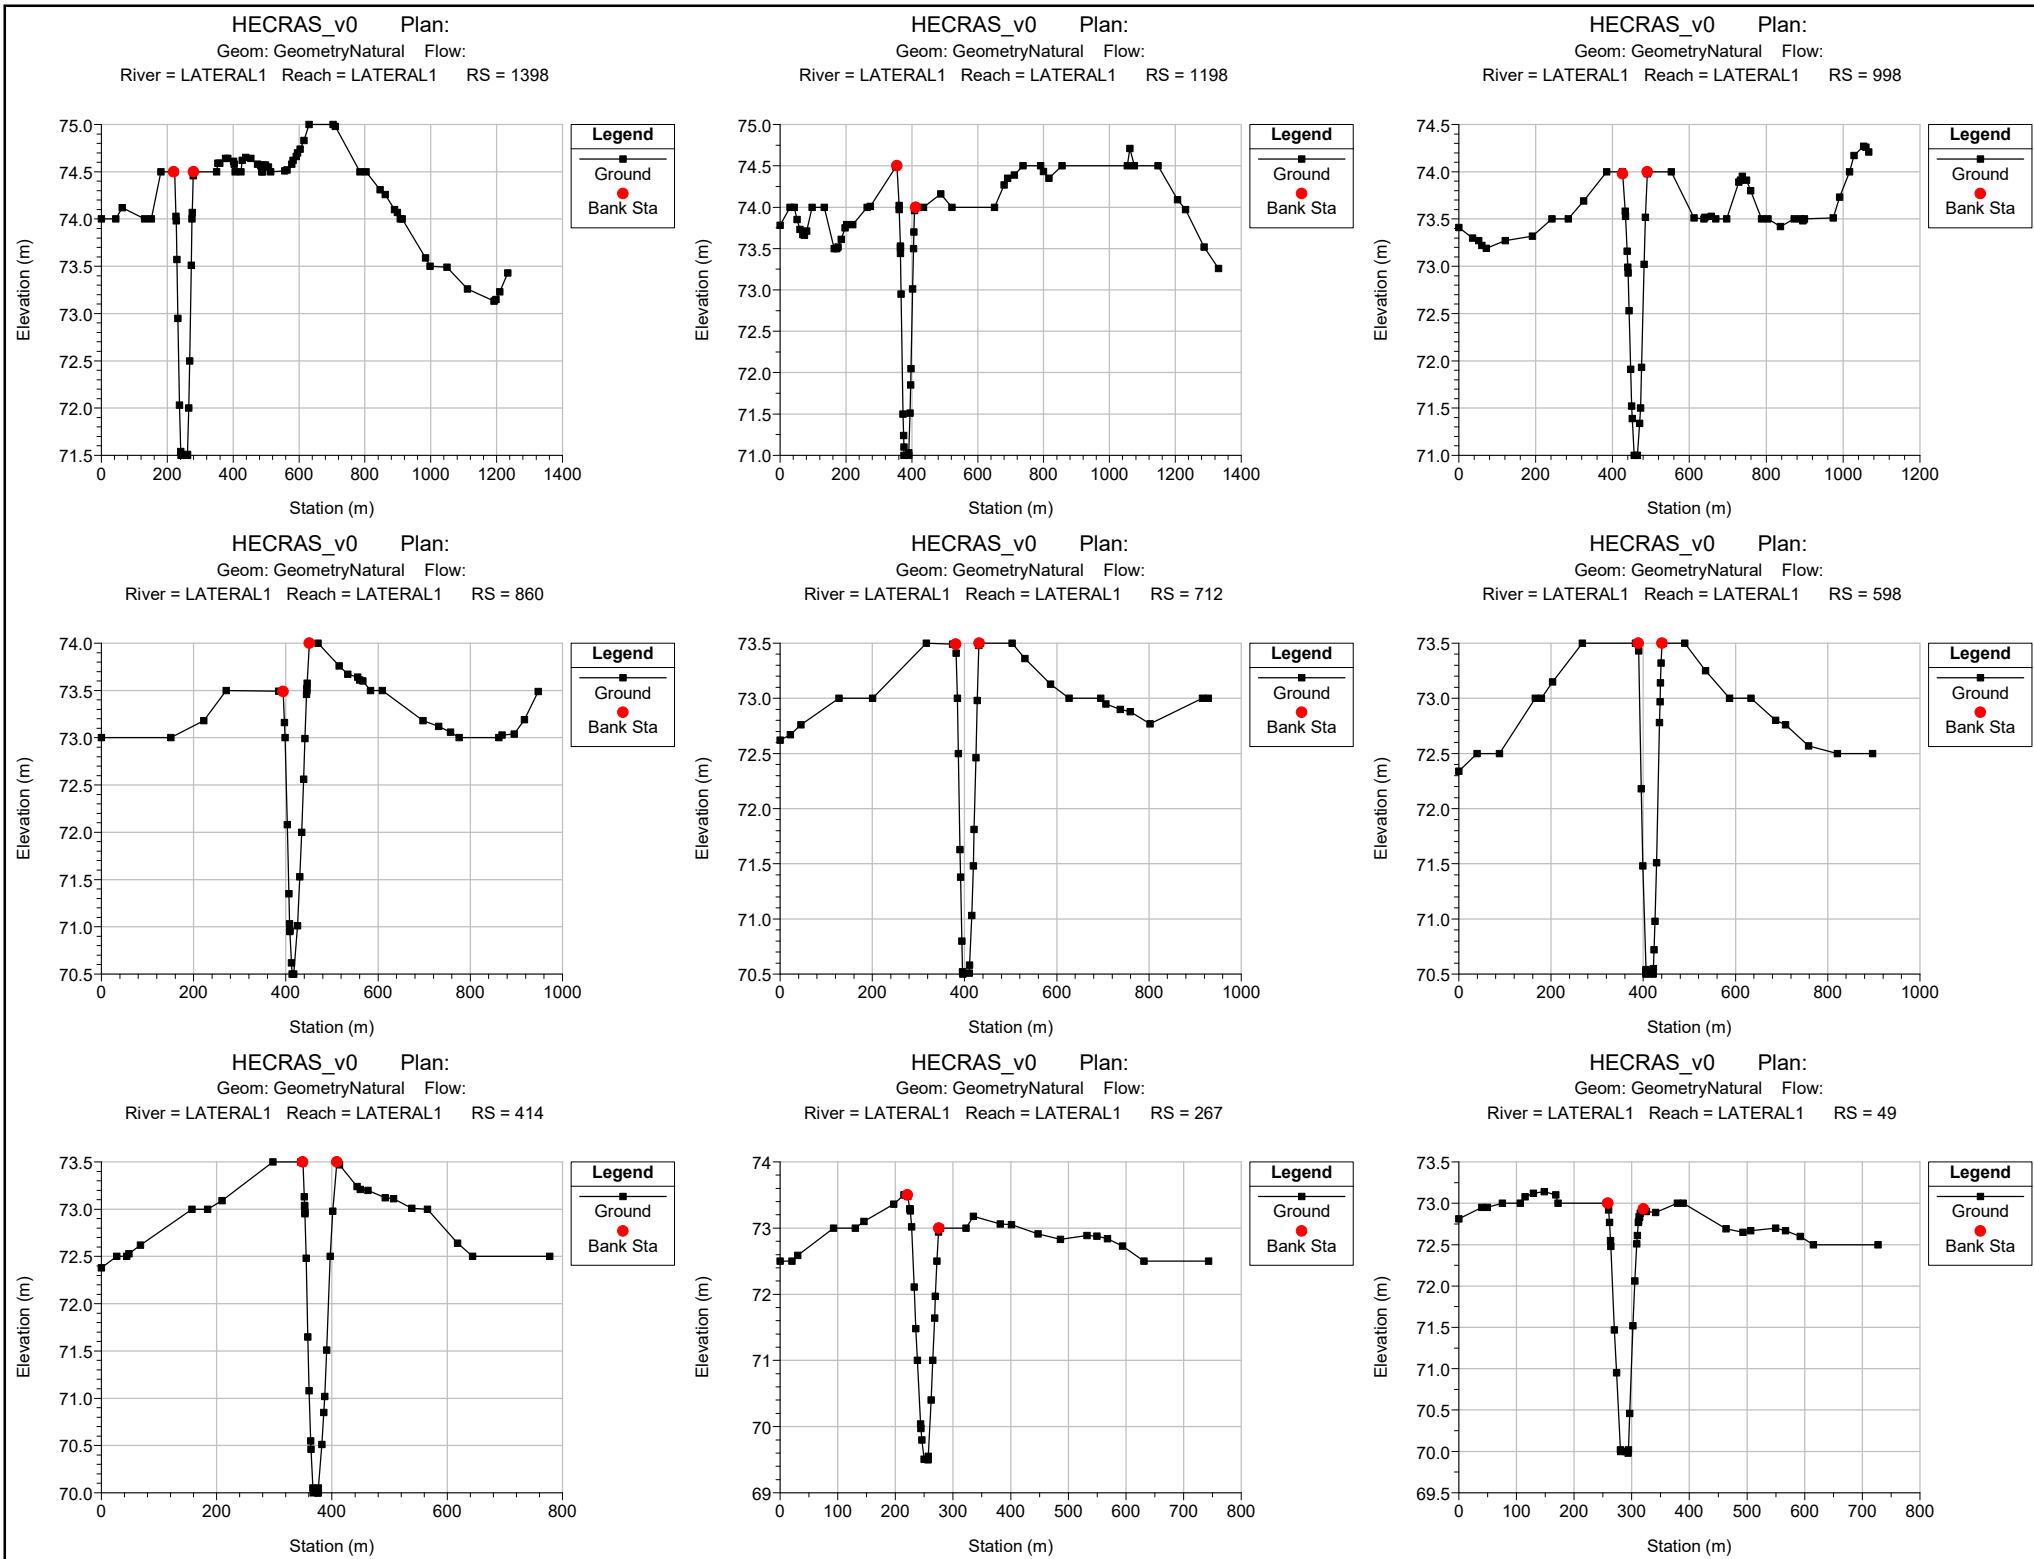 HECRAS_v0 Plan:
Geom: GeometryNatural Flow:
River = LATERAL1 Reach = LATERAL1 RS = 1398
75.0
74.5
74.0
73.5
73.0
72.5
72.0
71.5
0 200 400 600 800 1000 1200 1400
Elevation (m)
Station (m)
Legend
Ground
Bank Sta
HECRAS_v0 Plan:
Geom: GeometryNatural Flow:
River = LATERAL1 Reach = LATERAL1 RS = 1198
75.0
74.5
74.0
73.5
73.0
72.5
72.0
71.5
71.0
0 200 400 600 800 1000 1200 1400
Elevation (m)
Station (m)
Legend
Ground
Bank Sta
HECRAS_v0 Plan:
Geom: GeometryNatural Flow:
River = LATERAL1 Reach = LATERAL1 RS = 998
74.5
74.0
73.5
73.0
72.5
72.0
71.5
71.0
0 200 400 600 800 1000 1200
Elevation (m)
Station (m)
Legend
Ground
Bank Sta
HECRAS_v0 Plan:
Geom: GeometryNatural Flow:
River = LATERAL1 Reach = LATERAL1 RS = 860
74.0
73.5
73.0
72.5
72.0
71.5
71.0
70.5
0 200 400 600 800 1000
Elevation (m)
Station (m)
Legend
Ground
Bank Sta
HECRAS_v0 Plan:
Geom: GeometryNatural Flow:
River = LATERAL1 Reach = LATERAL1 RS = 712
73.5
73.0
72.5
72.0
71.5
71.0
70.5
0 200 400 600 800 1000
Elevation (m)
Station (m)
Legend
Ground
Bank Sta
HECRAS_v0 Plan:
Geom: GeometryNatural Flow:
River = LATERAL1 Reach = LATERAL1 RS = 598
73.5
73.0
72.5
72.0
71.5
71.0
70.5
0 200 400 600 800 1000
Elevation (m)
Station (m)
Legend
Ground
Bank Sta
HECRAS_v0 Plan:
Geom: GeometryNatural Flow:
River = LATERAL1 Reach = LATERAL1 RS = 414
73.5
73.0
72.5
72.0
71.5
71.0
70.5
70.0
0 200 400 600 800
Elevation (m)
Station (m)
Legend
Ground
Bank Sta
HECRAS_v0 Plan:
Geom: GeometryNatural Flow:
River = LATERAL1 Reach = LATERAL1 RS = 267
74
73
72
71
70
69
0 100 200 300 400 500 600 700 800
Elevation (m)
Station (m)
Legend
Ground
Bank Sta
HECRAS_v0 Plan:
Geom: GeometryNatural Flow:
River = LATERAL1 Reach = LATERAL1 RS = 49
73.5
73.0
72.5
72.0
71.5
71.0
70.5
70.0
69.5
0 100 200 300 400 500 600 700 800
Elevation (m)
Station (m)
Legend
Ground
Bank Sta